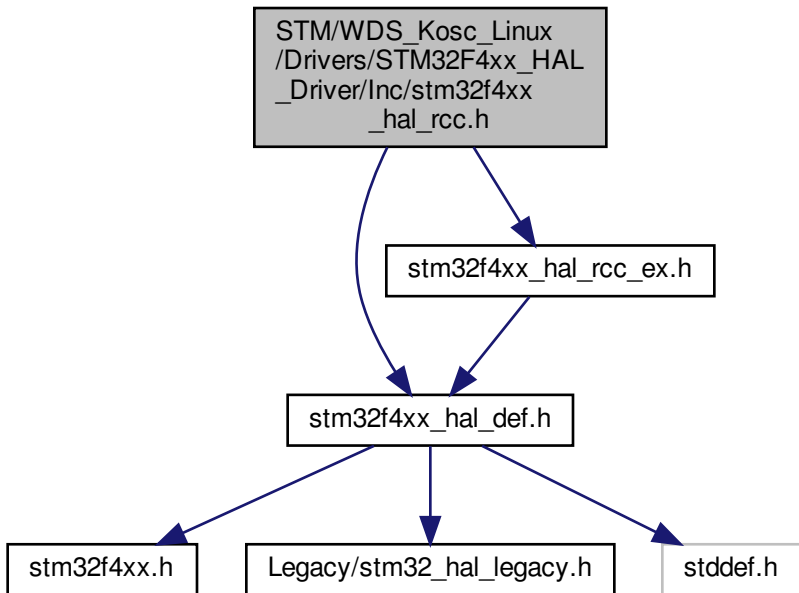 STM/WDS_Kosc_Linux
/Drivers/STM32F4xx_HAL
_Driver/Inc/stm32f4xx
_hal_rcc.h
stm32f4xx_hal_rcc_ex.h
stm32f4xx_hal_def.h
stm32f4xx.h
Legacy/stm32_hal_legacy.h
stddef.h